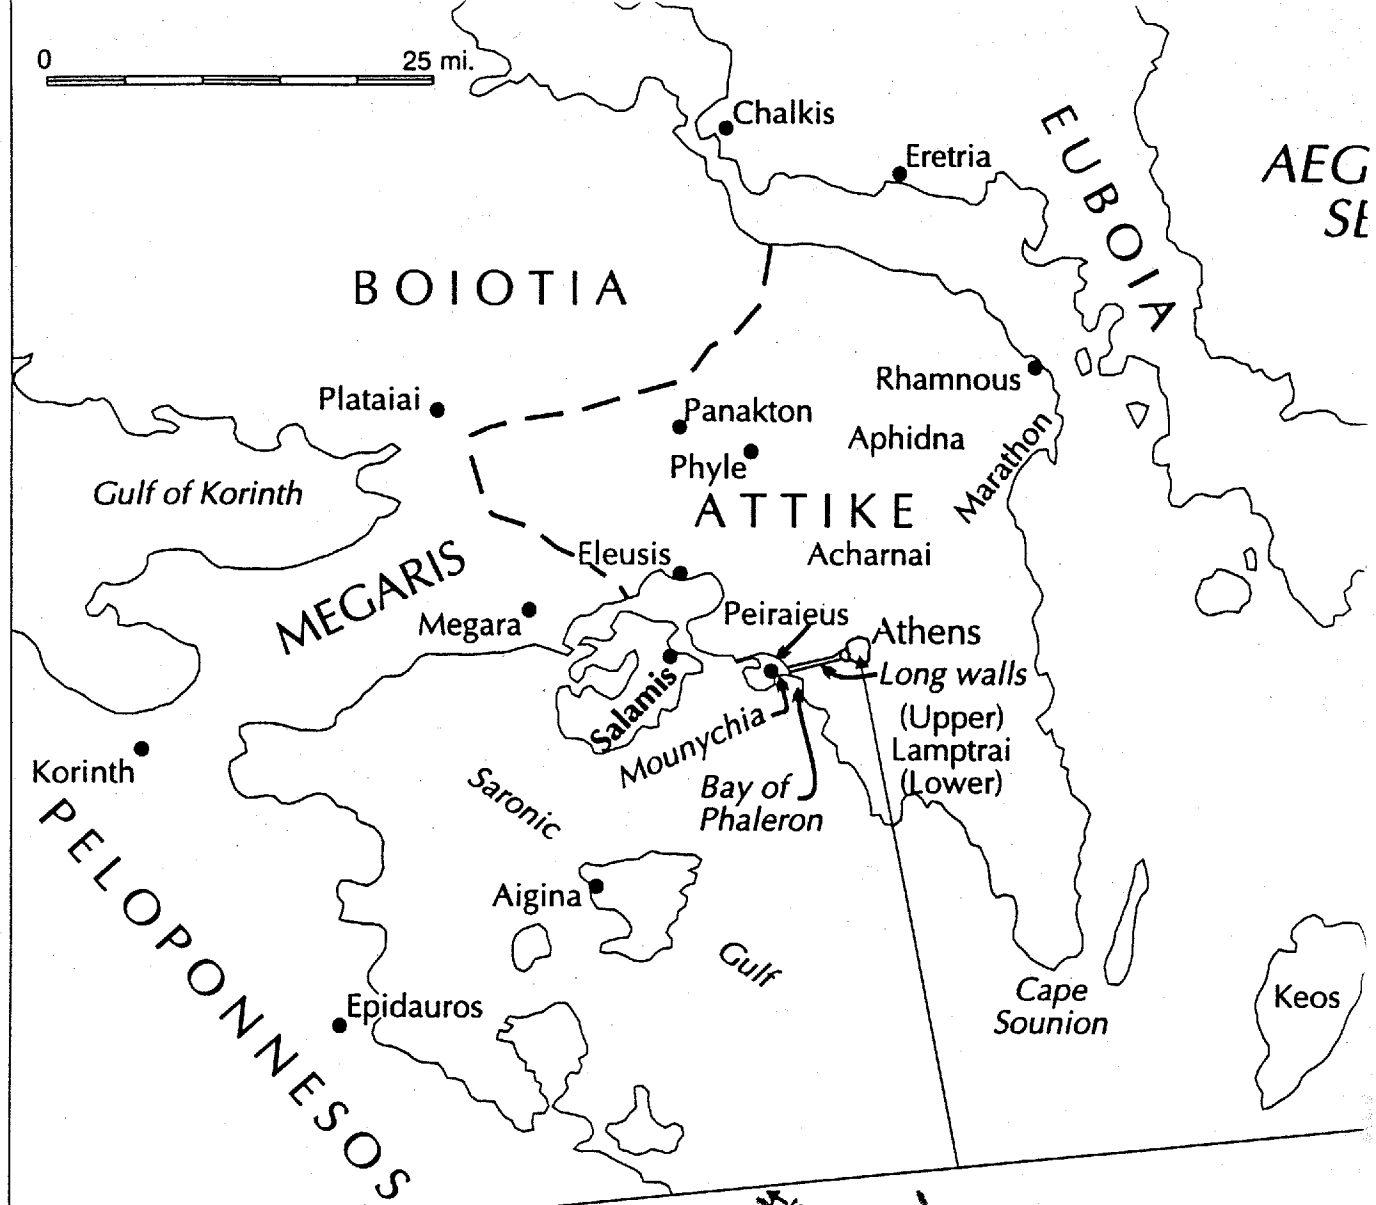 0 25 mi.
Chalkis
Eretria
EUBOIA
AEG
SE
BOIOTIA
Plataiai
Rhamnous
Panakton
Aphidna
Marathon
Phyle
Gulf of Korinth
ATTIKE
Acharnai
Eleusis
MEGARIS
Megara
Peiraieus
Athens
Long walls
Salamis
Mounychia
(Upper)
Lamptrai
(Lower)
Korinth
Saronic
Bay of
Phaleron
PELOPONNESOS
Aigina
Gulf
Cape
Sounion
Keos
Epidauros